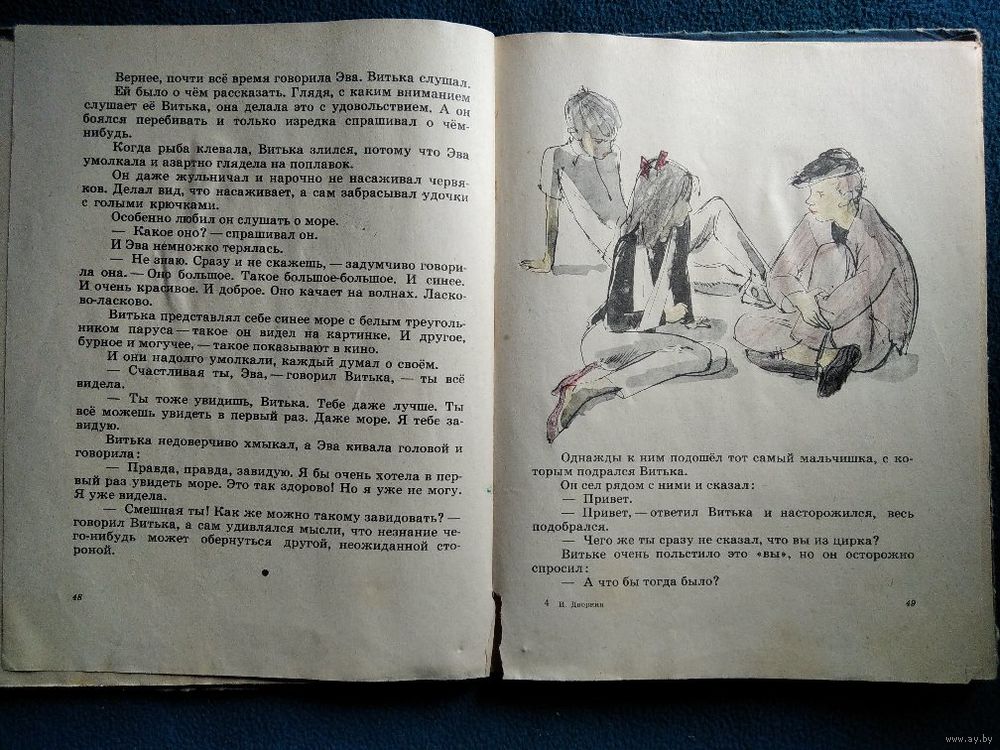 Вернее, почти всё время говорила Эва. Витька слушал.
Ей было о чём рассказать. Глядя, с каким вниманием
слушает её Витька, она делала это с удовольствием. А он
боялся перебивать и только изредка спрашивал о чём-
нибудь.
Когда рыба клевала, Витька злился, потому что Эва
умолкала и азартно глядела на поплавок.
Он даже жульничал и нарочно не насаживал червя-
ков. Делал вид, что насаживает, а сам забрасывал удочки
с голыми крючками.
Особенно любил он слушать о море.
— Какое оно? — спрашивал он.
И Эва немножко терялась.
— Не знаю. Сразу и не скажешь, — задумчиво говори-
ла она. — Оно большое. Такое большое-большое. И синее.
И очень красивое. И доброе. Оно качает на волнах. Ласко-
во-ласково.
Витька представлял себе синее море с белым треуголь-
ником паруса — такое он видел на картинке. И другое,
бурное и могучее, — такое показывают в кино.
И они надолго умолкали, каждый думал о своём.
— Счастливая ты, Эва, — говорил Витька, — ты всё
видела.
— Ты тоже увидишь, Витька. Тебе даже лучше. Ты
всё можешь увидеть в первый раз. Даже море. Я тебе за-
видую.
Витька недоверчиво хмыкал, а Эва кивала головой и
говорила:
— Правда, правда, завидую. Я бы очень хотела в пер-
вый раз увидеть море. Это так здорово! Но я уже не могу.
Я уже видела.
— Смешная ты! Как же можно такому завидовать? —
говорил Витька, а сам удивлялся мысли, что незнание че-
го-нибудь может обернуться другой, неожиданной сто-
роной.
48
Однажды к ним подошёл тот самый мальчишка, с ко-
торым подрался Витька.
Он сел рядом с ними и сказал:
— Привет.
— Привет, — ответил Витька и насторожился, весь
подобрался.
— Чего же ты сразу не сказал, что вы из цирка?
Витьке очень польстило это «вы», но он осторожно
спросил:
— А что бы тогда было?
4 И. Дворкин
49
www.ay.by